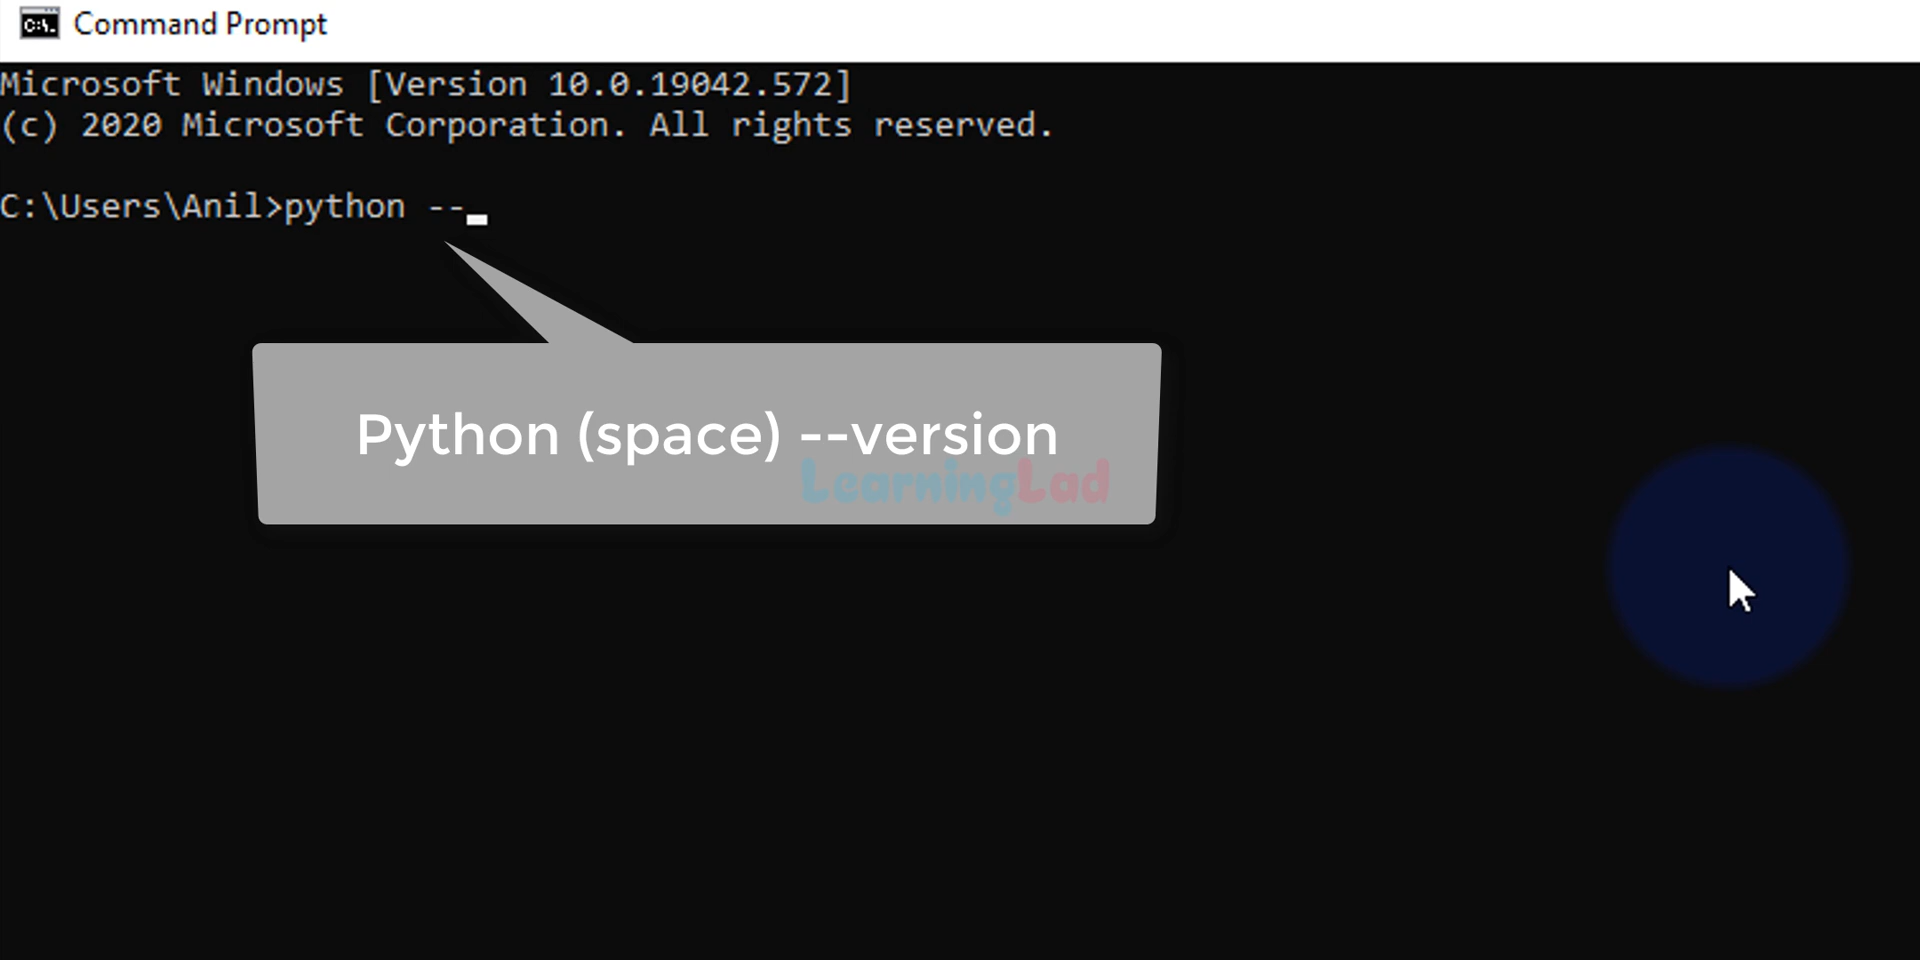 Command Prompt
Microsoft Windows [Version 10.0.19042.572]
(c) 2020 Microsoft Corporation. All rights reserved.
C:\Users\Anil>python --
Python (space) --version
LearningLad